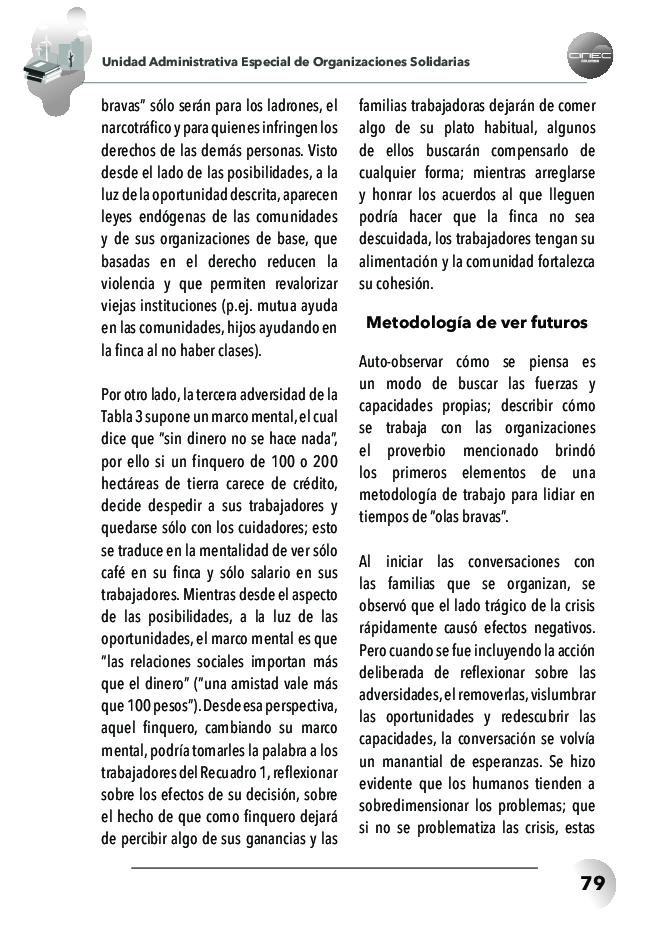 Unidad Administrativa Especial de Organizaciones Solidarias
CINEC
COLOMBIA
bravas” sólo serán para los ladrones, el
narcotráfico y para quienes infringen los
derechos de las demás personas. Visto
desde el lado de las posibilidades, a la
luz de la oportunidad descrita, aparecen
leyes endógenas de las comunidades
y de sus organizaciones de base, que
basadas en el derecho reducen la
violencia y que permiten revalorizar
viejas instituciones (p.ej. mutua ayuda
en las comunidades, hijos ayudando en
la finca al no haber clases).
Por otro lado, la tercera adversidad de la
Tabla 3 supone un marco mental, el cual
dice que “sin dinero no se hace nada”,
por ello si un finquero de 100 o 200
hectáreas de tierra carece de crédito,
decide despedir a sus trabajadores y
quedarse sólo con los cuidadores; esto
se traduce en la mentalidad de ver sólo
café en su finca y sólo salario en sus
trabajadores. Mientras desde el aspecto
de las posibilidades, a la luz de las
oportunidades, el marco mental es que
“las relaciones sociales importan más
que el dinero” (“una amistad vale más
que 100 pesos”). Desde esa perspectiva,
aquel finquero, cambiando su marco
mental, podría tomarles la palabra a los
trabajadores del Recuadro 1, reflexionar
sobre los efectos de su decisión, sobre
el hecho de que como finquero dejará
de percibir algo de sus ganancias y las
familias trabajadoras dejarán de comer
algo de su plato habitual, algunos
de ellos buscarán compensarlo de
cualquier forma; mientras arreglarse
y honrar los acuerdos al que lleguen
podría hacer que la finca no sea
descuidada, los trabajadores tengan su
alimentación y la comunidad fortalezca
su cohesión.
Metodología de ver futuros
Auto-observar cómo se piensa es
un modo de buscar las fuerzas y
capacidades propias; describir cómo
se trabaja con las organizaciones
el proverbio mencionado brindó
los primeros elementos de una
metodología de trabajo para lidiar en
tiempos de “olas bravas”.
Al iniciar las conversaciones con
las familias que se organizan, se
observó que el lado trágico de la crisis
rápidamente causó efectos negativos.
Pero cuando se fue incluyendo la acción
deliberada de reflexionar sobre las
adversidades, el removerlas, vislumbrar
las oportunidades y redescubrir las
capacidades, la conversación se volvía
un manantial de esperanzas. Se hizo
evidente que los humanos tienden a
sobredimensionar los problemas; que
si no se problematiza las crisis, estas
79